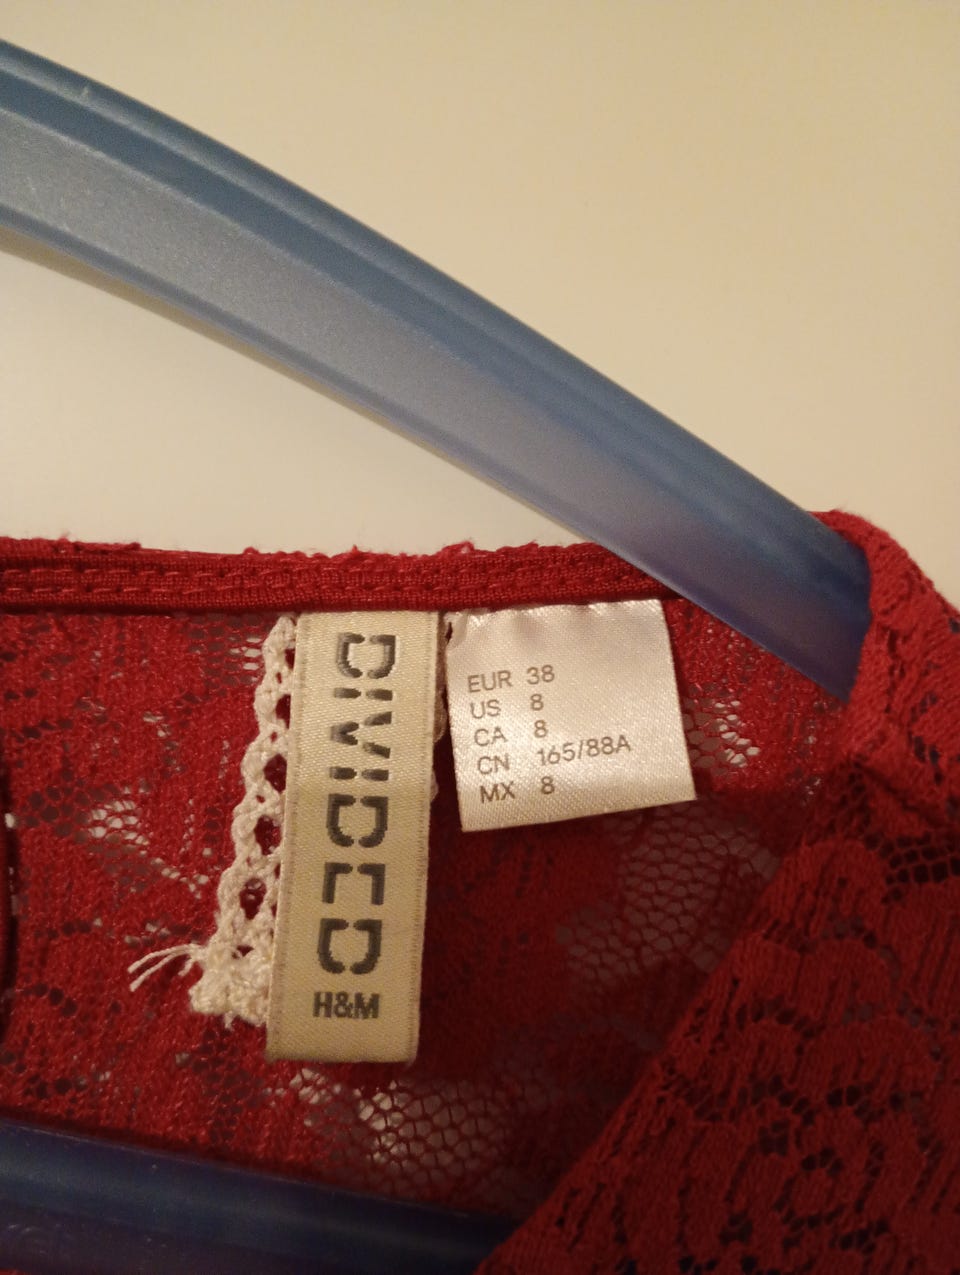 DIVIDED
H&M
EUR 38
US 8
CA 8
CN 165/88A
MX 8